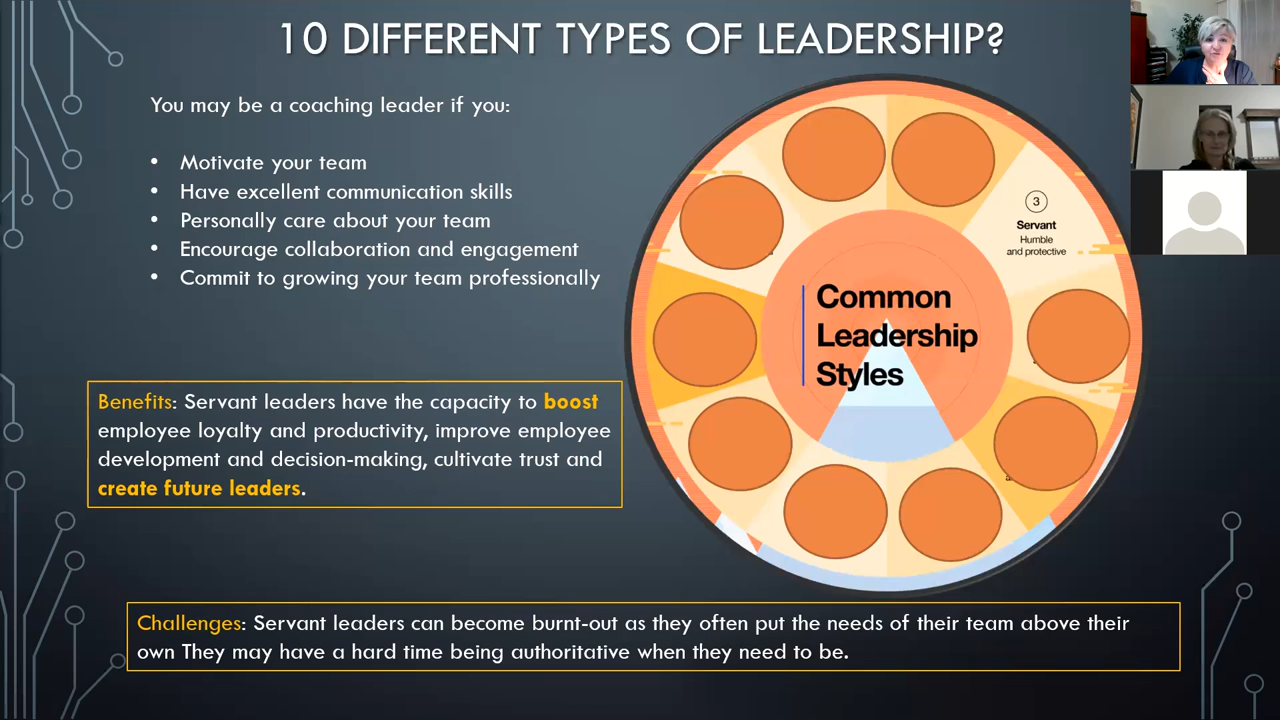 10 DIFFERENT TYPES OF LEADERSHIP?
You may be a coaching leader if you:
• Motivate your team
• Have excellent communication skills
• Personally care about your team
• Encourage collaboration and engagement
• Commit to growing your team professionally
Benefits: Servant leaders have the capacity to boost
employee loyalty and productivity, improve employee
development and decision-making, cultivate trust and
create future leaders.
3
Servant
Humble
and protective
Common
Leadership
Styles
Challenges: Servant leaders can become burnt-out as they often put the needs of their team above their
own They may have a hard time being authoritative when they need to be.